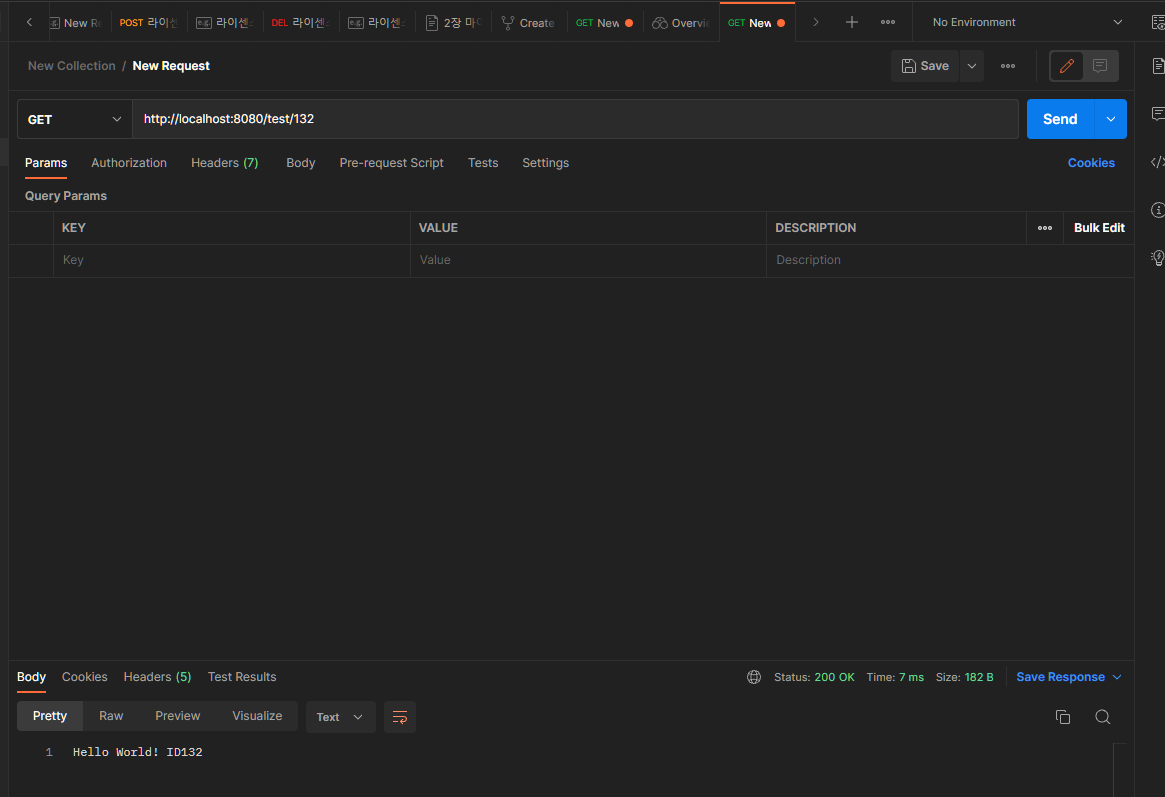 New Re POST 라이센 e.g. 라이센 DEL 라이센 e.g. 라이센 2장 마이 Create GET New Overvi GET New No Environment
New Collection / New Request Save
GET http://localhost:8080/test/132 Send
Params Authorization Headers (7) Body Pre-request Script Tests Settings Cookies
Query Params
KEY VALUE DESCRIPTION Bulk Edit
Key Value Description
Body Cookies Headers (5) Test Results Status: 200 OK Time: 7 ms Size: 182 B Save Response
Pretty Raw Preview Visualize Text
1 Hello World! ID132